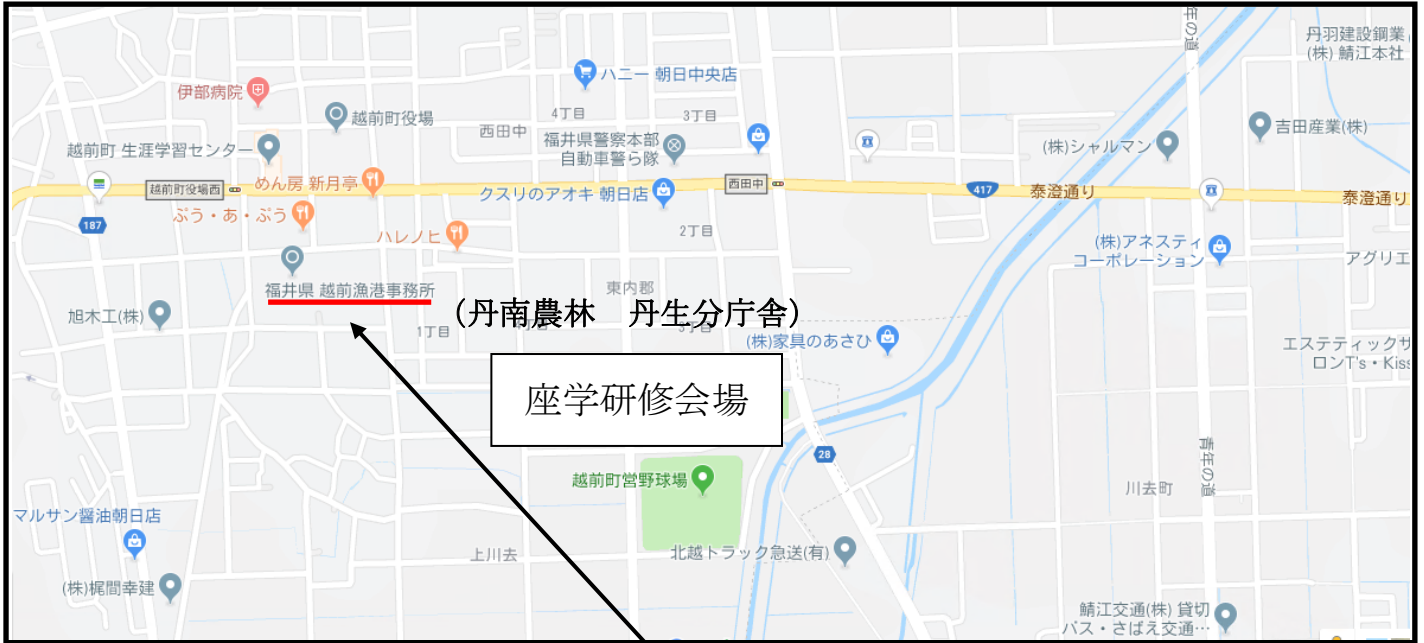 丹羽建設鋼業
(株) 鯖江本社
年の道
ハニー 朝日中央店
伊部病院
4丁目
3丁目
越前町役場
西田中
福井県警察本部
自動車警ら隊
吉田産業(株)
(株)シャルマン
越前町 生涯学習センター
越前町役場西
めん房 新月亭
クスリのアオキ 朝日店
西田中
417
泰澄通り
泰澄通り
187
ぷう・あ・ぷう
ハレノヒ
2丁目
(株)アネスティ
コーポレーション
アグリエ
福井県 越前漁港事務所
東内郡
(丹南農林 丹生分庁舎)
旭木工(株)
1丁目
3丁目
(株)家具のあさひ
エステティックサ
ロンT's・Kiss
座学研修会場
28
青年の道
越前町営野球場
川去町
マルサン醤油朝日店
上川去
北越トラック急送(有)
(株)梶間幸建
鯖江交通(株) 貸切
バス・さばえ交通…